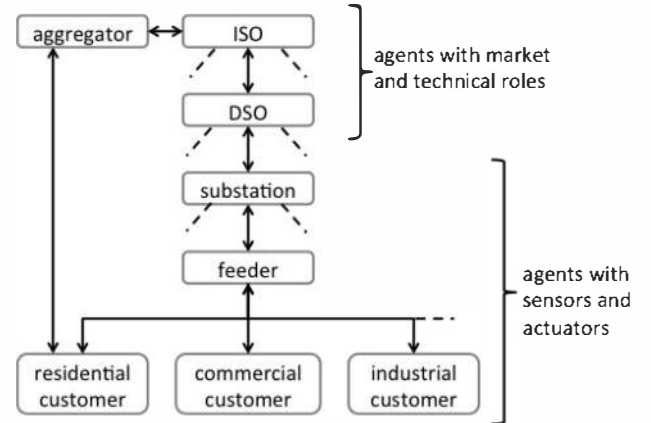 aggregator
ISO
agents with market
and technical roles
DSO
substation
feeder
agents with
sensors and
actuators
residential
customer
commercial
customer
industrial
customer